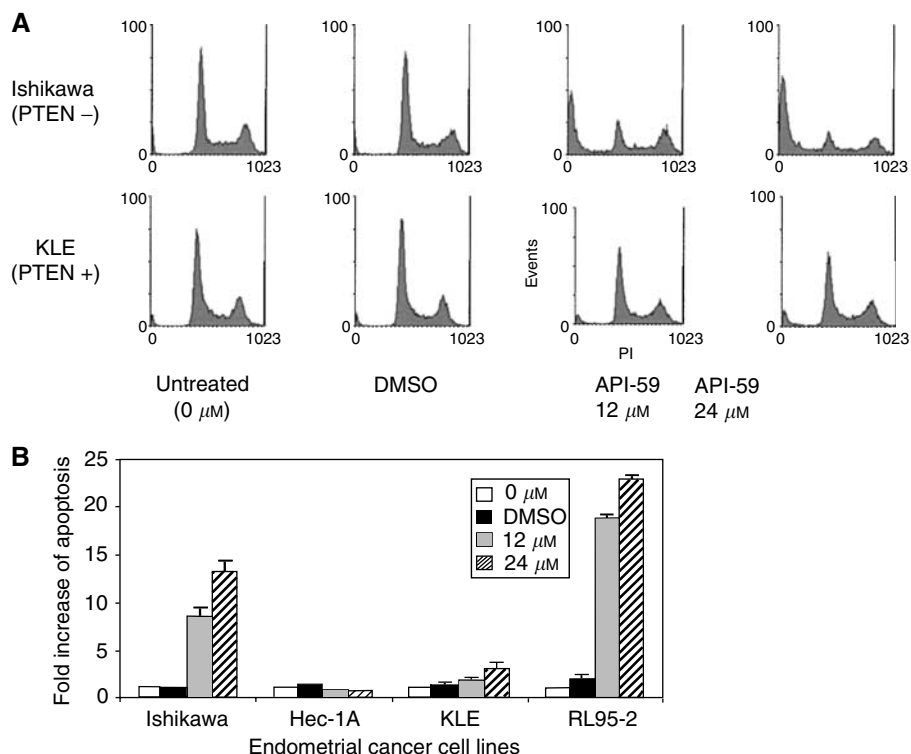 A
100 100 100 100
Ishikawa
(PTEN −)
0 0 0 0
0 1023 0 1023 0 1023 0 1023
100 100 100 100
KLE
(PTEN +)
Events
0 0 0 0
0 1023 0 1023 0 1023 0 1023
PI
Untreated
(0 μM)
DMSO
API-59
12 μM
API-59
24 μM
B
Fold increase of apoptosis
25
20
15
10
5
0
0 μM
DMSO
12 μM
24 μM
Ishikawa Hec-1A KLE RL95-2
Endometrial cancer cell lines